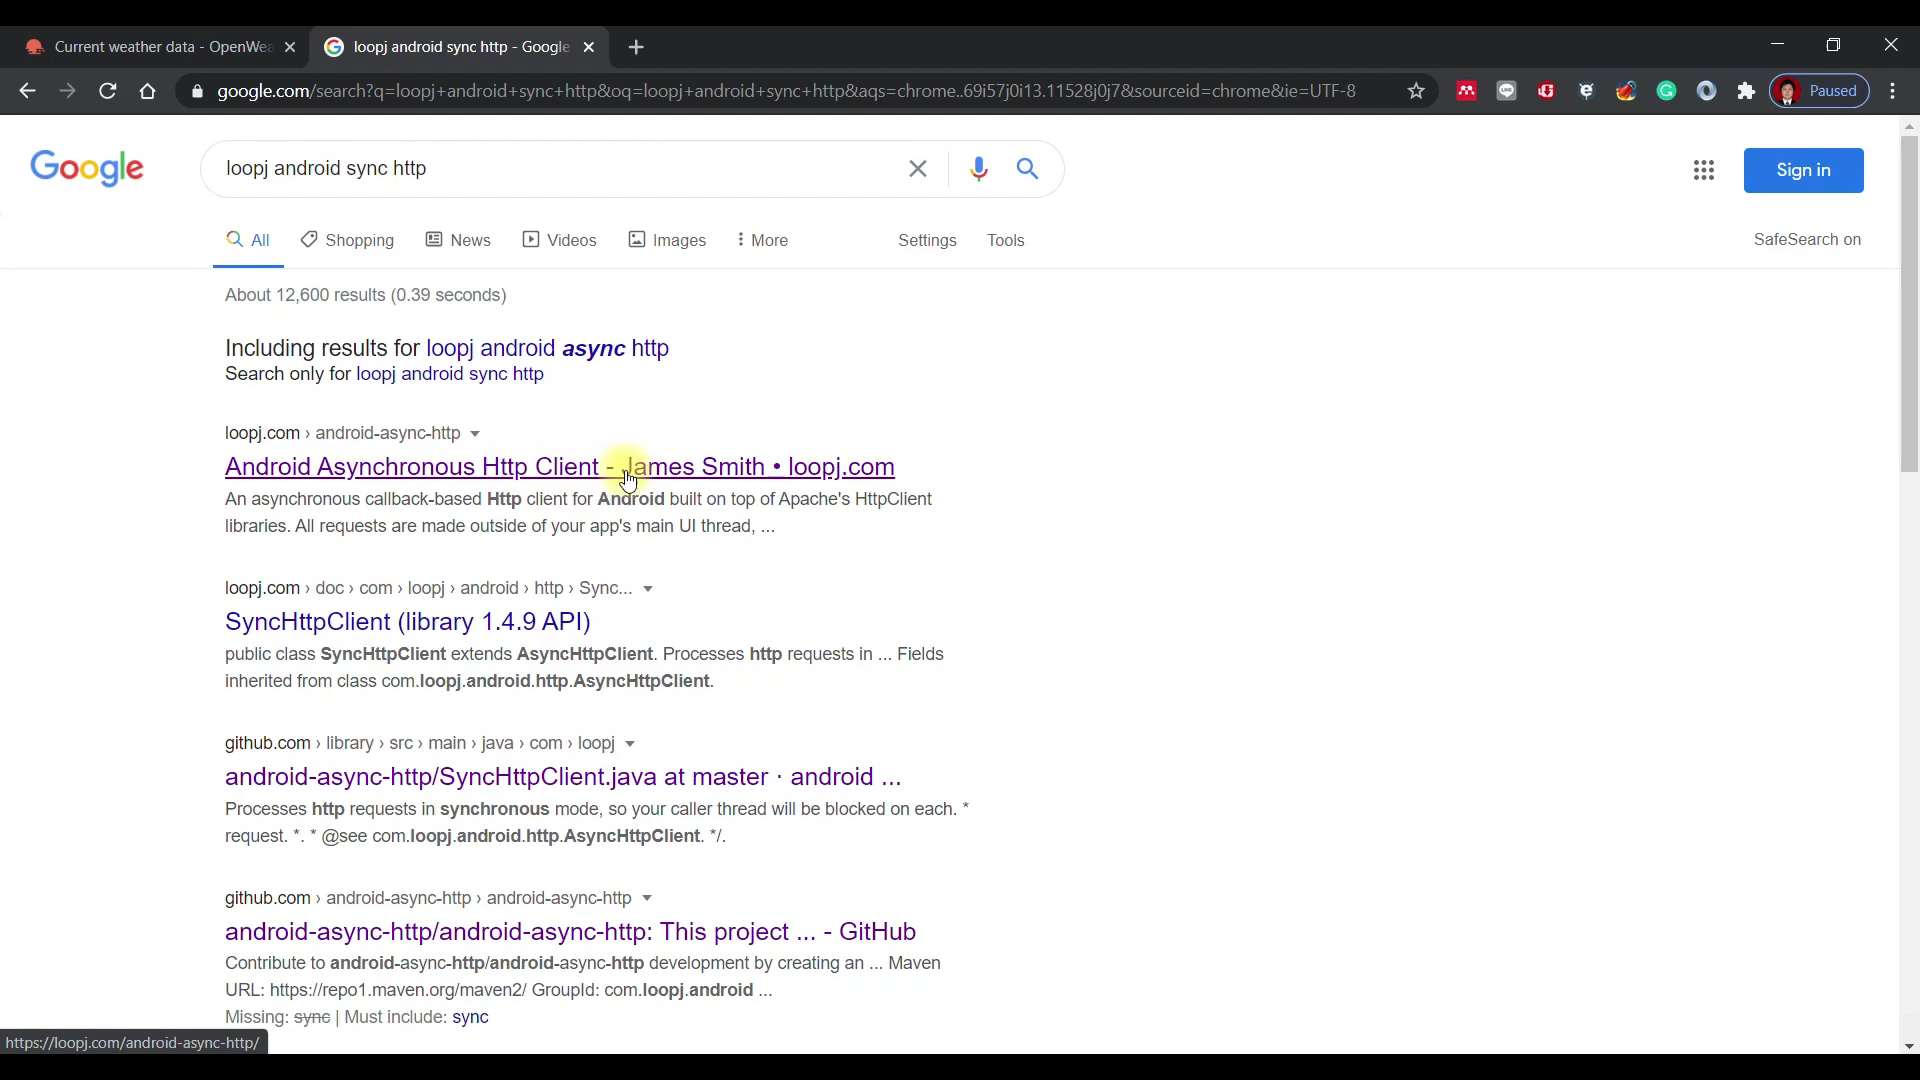 Current weather data - OpenWea
loopj android sync http - Google
google.com/search?q=loopj+android+sync+http&oq=loopj+android+sync+http&aqs=chrome..69i57j0i13.11528j0j7&sourceid=chrome&ie=UTF-8
Paused
Google
loopj android sync http
Sign in
All Shopping News Videos Images More Settings Tools SafeSearch on
About 12,600 results (0.39 seconds)
Including results for loopj android async http
Search only for loopj android sync http
loopj.com › android-async-http
Android Asynchronous Http Client - James Smith • loopj.com
An asynchronous callback-based Http client for Android built on top of Apache's HttpClient
libraries. All requests are made outside of your app's main UI thread, ...
loopj.com › doc › com › loopj › android › http › Sync...
SyncHttpClient (library 1.4.9 API)
public class SyncHttpClient extends AsyncHttpClient. Processes http requests in ... Fields
inherited from class com.loopj.android.http.AsyncHttpClient.
github.com › library › src › main › java › com › loopj
android-async-http/SyncHttpClient.java at master · android ...
Processes http requests in synchronous mode, so your caller thread will be blocked on each. *
request. *. * @see com.loopj.android.http.AsyncHttpClient. */.
github.com › android-async-http › android-async-http
android-async-http/android-async-http: This project ... - GitHub
Contribute to android-async-http/android-async-http development by creating an ... Maven
URL: https://repo1.maven.org/maven2/ GroupId: com.loopj.android ...
Missing: sync | Must include: sync
https://loopj.com/android-async-http/